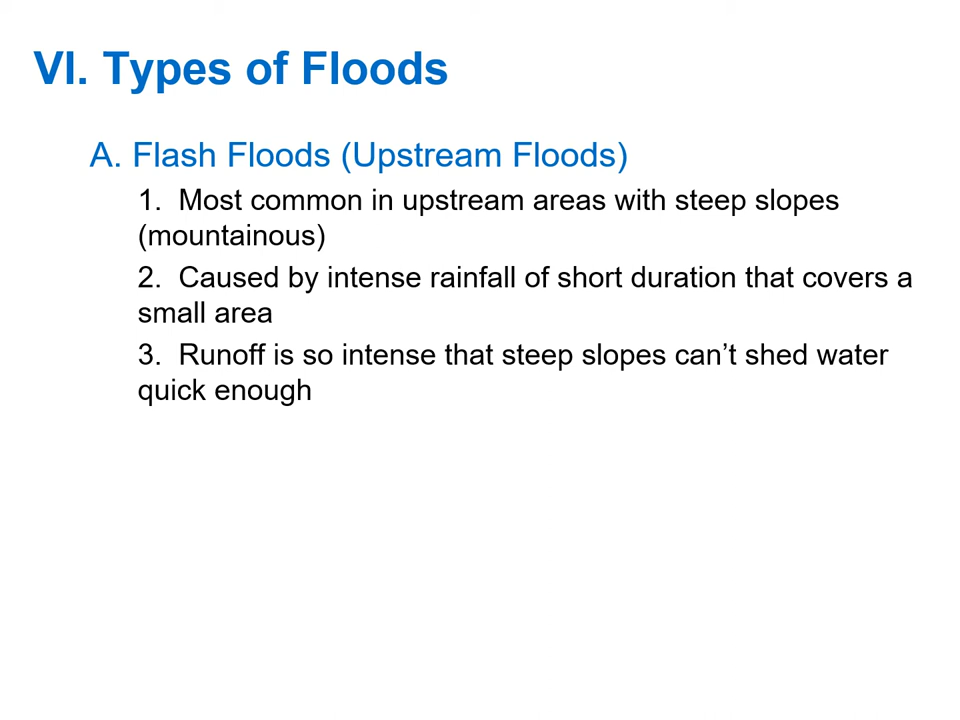 VI. Types of Floods
A. Flash Floods (Upstream Floods)
1. Most common in upstream areas with steep slopes
(mountainous)
2. Caused by intense rainfall of short duration that covers a
small area
3. Runoff is so intense that steep slopes can’t shed water
quick enough